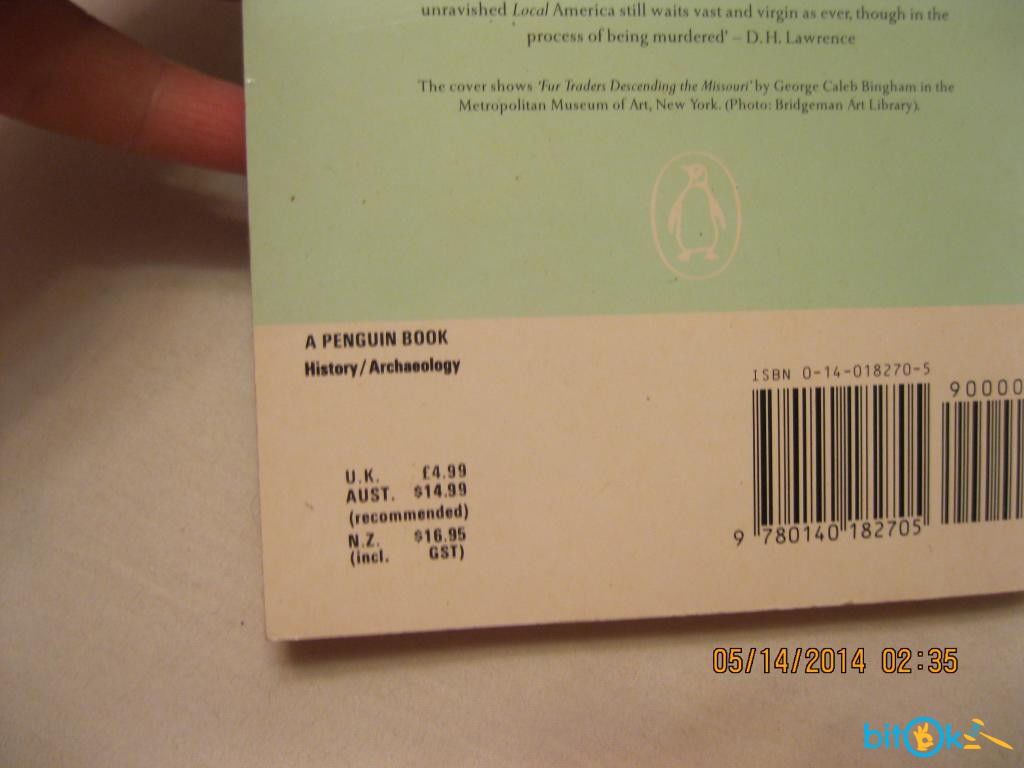 unravished Local America still waits vast and virgin as ever, though in the
process of being murdered' – D. H. Lawrence
The cover shows 'Fur Traders Descending the Missouri' by George Caleb Bingham in the
Metropolitan Museum of Art, New York. (Photo: Bridgeman Art Library).
A PENGUIN BOOK
History/Archaeology
ISBN 0-14-018270-5
90000
U.K. £4.99
AUST. $14.99
(recommended)
N.Z. $16.95
(incl. GST)
9 780140 182705
05/14/2014 02:35
bitok